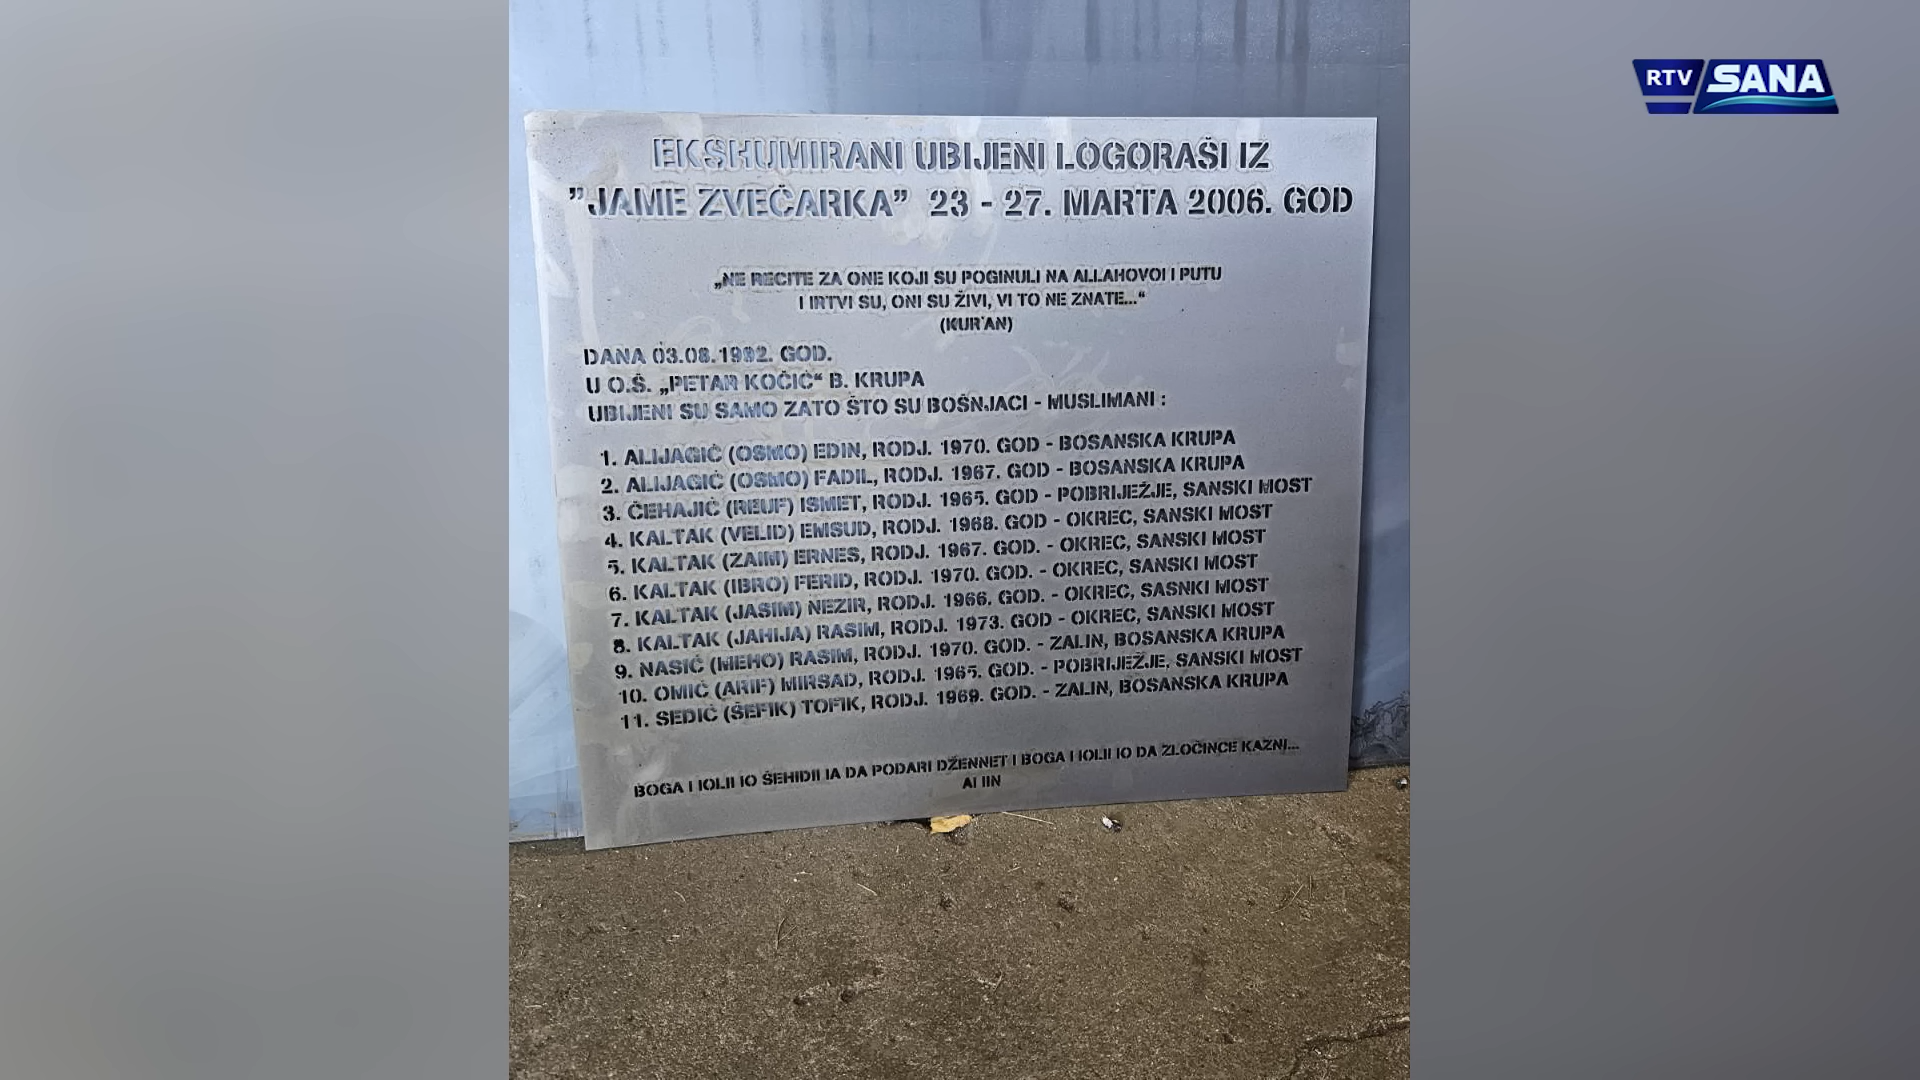 RTV SANA
EKSHUMIRANI UBIJENI LOGORAŠI IZ
"JAME ZVEČARKA" 23 - 27. MARTA 2006. GOD
„NE RECITE ZA ONE KOJI SU POGINULI NA ALLAHOVOM PUTU
MRTVI SU, ONI SU ŽIVI, VI TO NE ZNATE..."
(KUR'AN)
DANA 03.08.1992. GOD.
U O.Š. „PETAR KOČIĆ" B. KRUPA
UBIJENI SU SAMO ZATO ŠTO SU BOŠNJACI - MUSLIMANI :
1. ALIJAGIĆ (OSMO) EDIN, RODJ. 1970. GOD - BOSANSKA KRUPA
2. ALIJAGIĆ (OSMO) FADIL, RODJ. 1967. GOD - BOSANSKA KRUPA
3. ČEHAJIĆ (REUF) ISMET, RODJ. 1965. GOD - POBRIJEŽJE, SANSKI MOST
4. KALTAK (VELID) EMSUD, RODJ. 1968. GOD - OKREC, SANSKI MOST
5. KALTAK (ZAIM) ERNES, RODJ. 1967. GOD. - OKREC, SANSKI MOST
6. KALTAK (IBRO) FERID, RODJ. 1970. GOD. - OKREC, SANSKI MOST
7. KALTAK (JASIM) NEZIR, RODJ. 1966. GOD. - OKREC, SASNKI MOST
8. KALTAK (JAHIJA) RASIM, RODJ. 1973. GOD - OKREC, SANSKI MOST
9. NASIĆ (MEHO) RASIM, RODJ. 1970. GOD. - ZALIN, BOSANSKA KRUPA
10. OMIĆ (ARIF) MIRSAD, RODJ. 1965. GOD. - POBRIJEŽJE, SANSKI MOST
11. SEDIĆ (ŠEFIK) TOFIK, RODJ. 1969. GOD. - ZALIN, BOSANSKA KRUPA
BOGA MOLIMO ŠEHIDIMA DA PODARI DŽENNET I BOGA MOLIMO DA ZLOČINCE KAZNI...
AMIN